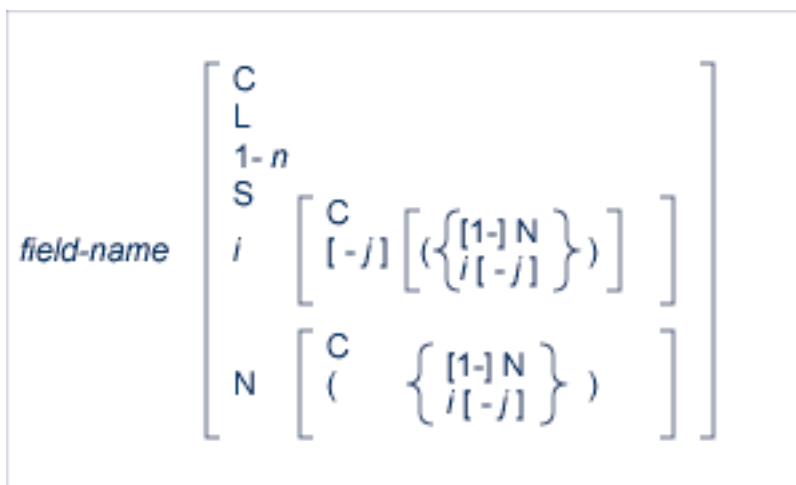 C
L
1- n
S
field-name i [ C
[ - j ] [ ( { [1-] N
i [ - j ] } ) ] ]
N [ C
( { [1-] N
i [ - j ] } ) ]